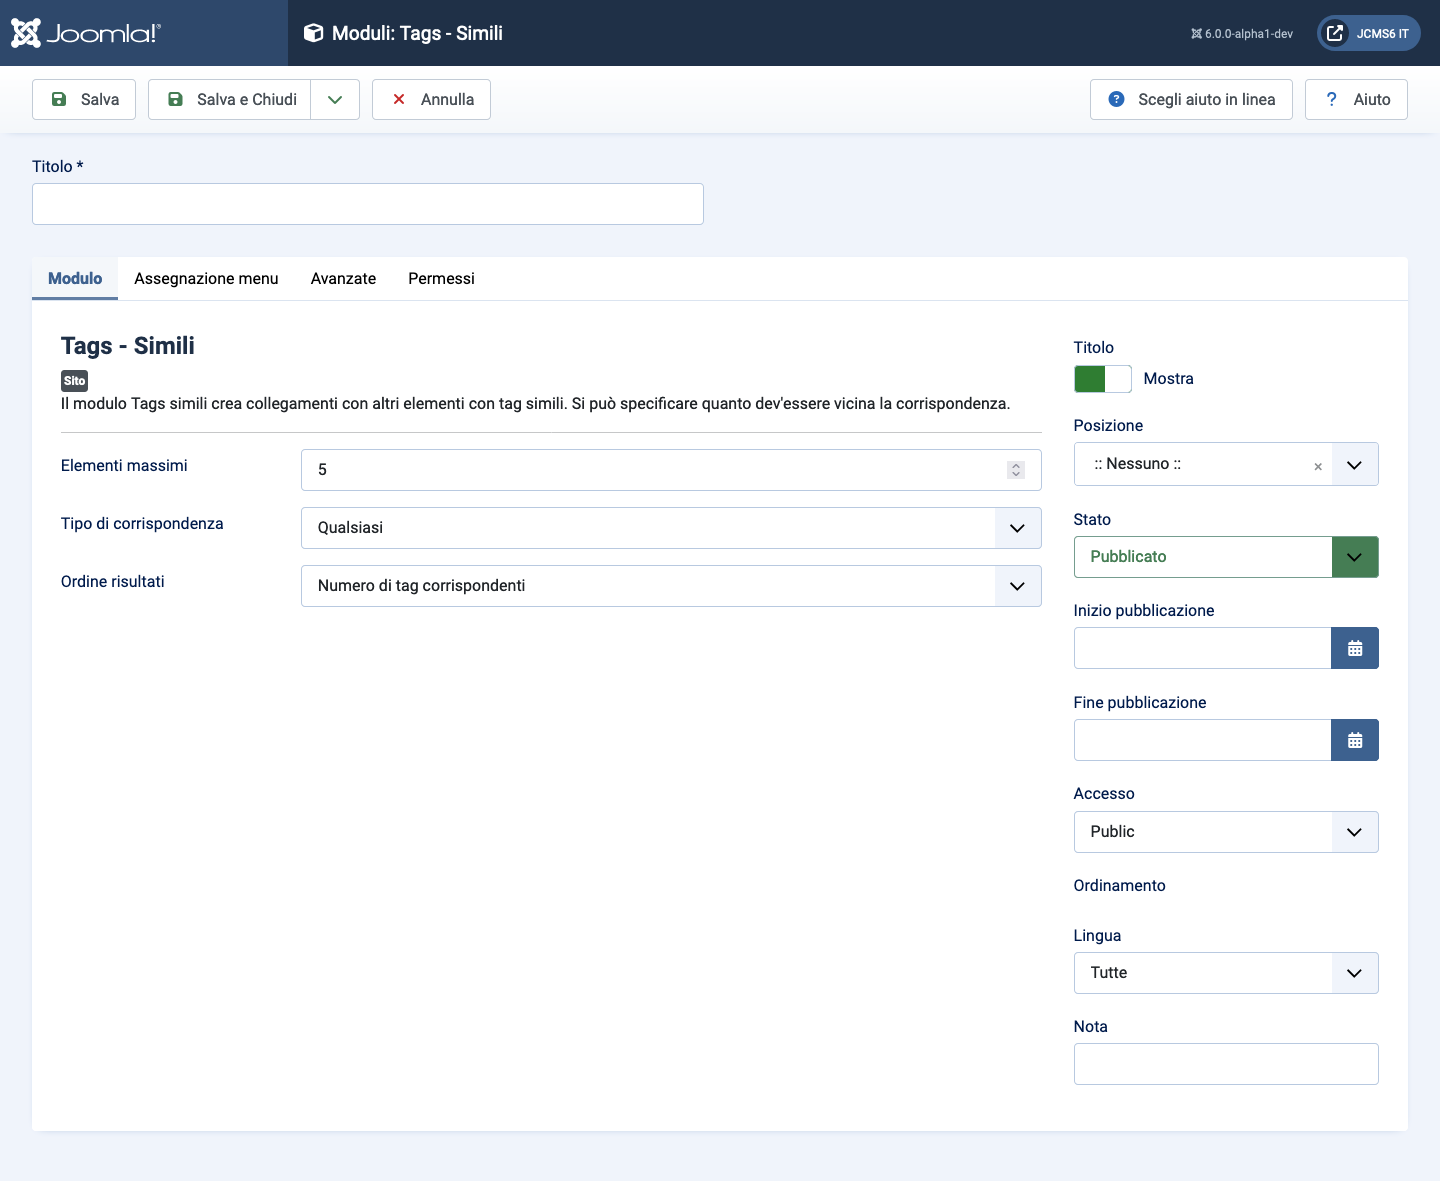 Joomla!®
Moduli: Tags - Simili
6.0.0-alpha1-dev
JCMS6 IT
Salva
Salva e Chiudi
Annulla
Scegli aiuto in linea
? Aiuto
Titolo *
Modulo
Assegnazione menu
Avanzate
Permessi
Tags - Simili
Sito
Il modulo Tags simili crea collegamenti con altri elementi con tag simili. Si può specificare quanto dev'essere vicina la corrispondenza.
Elementi massimi
5
Tipo di corrispondenza
Qualsiasi
Ordine risultati
Numero di tag corrispondenti
Titolo
Mostra
Posizione
:: Nessuno :: ×
Stato
Pubblicato
Inizio pubblicazione
Fine pubblicazione
Accesso
Public
Ordinamento
Lingua
Tutte
Nota